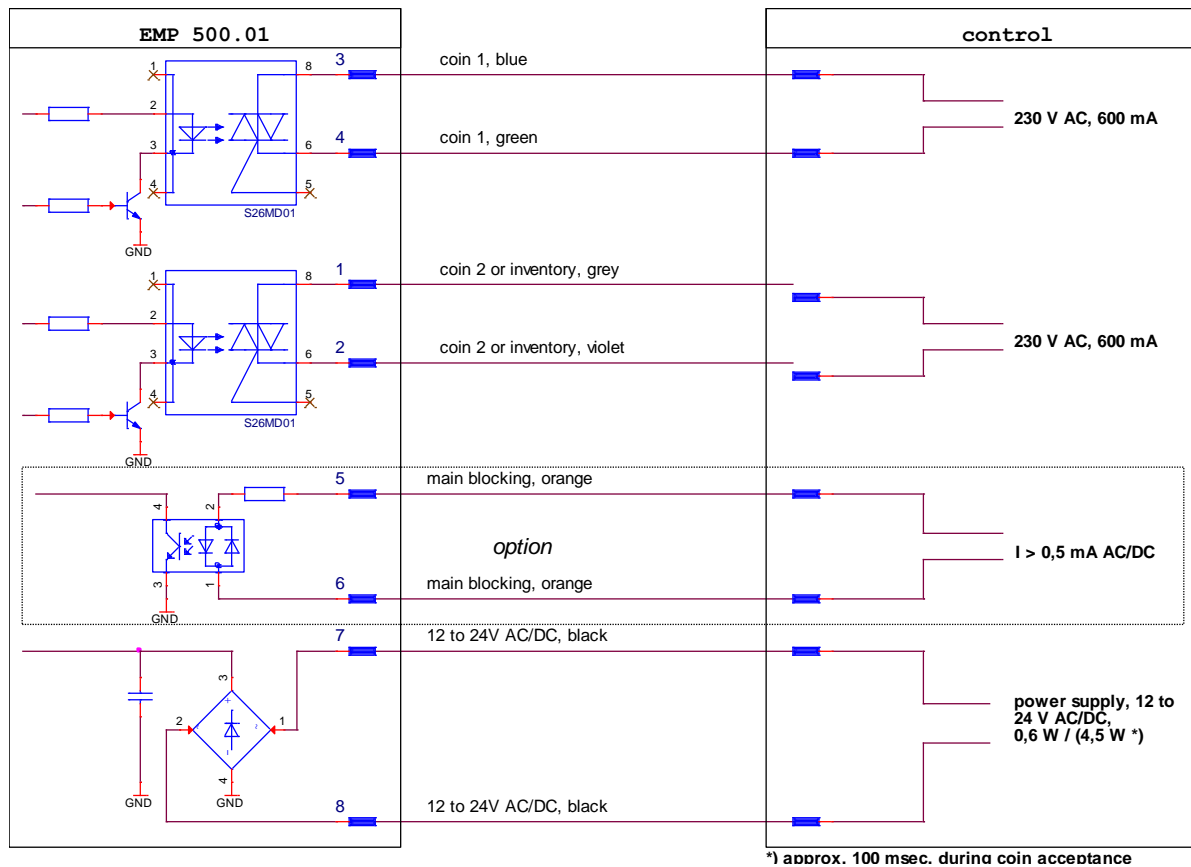 EMP 500.01
control
1
8
3
coin 1, blue
2
230 V AC, 600 mA
3
6
4
coin 1, green
4
5
S26MD01
GND
1
8
1
coin 2 or inventory, grey
2
230 V AC, 600 mA
3
6
2
coin 2 or inventory, violet
4
5
S26MD01
GND
5
main blocking, orange
4
2
option
I > 0,5 mA AC/DC
3
1
6
main blocking, orange
GND
7
12 to 24V AC/DC, black
3
+
2
~
~
1
-
4
power supply, 12 to
24 V AC/DC,
0,6 W / (4,5 W *)
GND
GND
8
12 to 24V AC/DC, black
*) approx. 100 msec. during coin acceptance